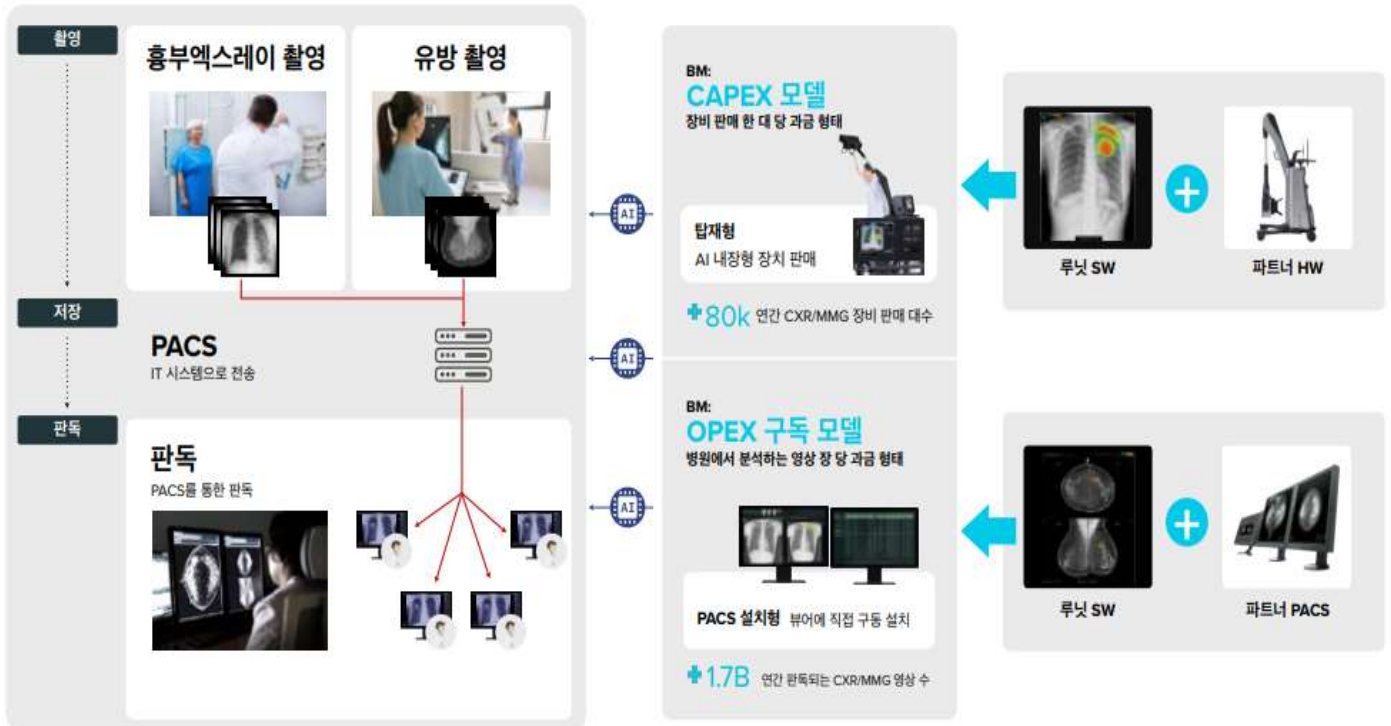 촬영
흉부엑스레이 촬영
유방 촬영
저장
PACS
IT 시스템으로 전송
판독
판독
PACS를 통한 판독
AI
AI
AI
BM:
CAPEX 모델
장비 판매 한 대 당 과금 형태
탑재형
AI 내장형 장치 판매
+80k 연간 CXR/MMG 장비 판매 대수
BM:
OPEX 구독 모델
병원에서 분석하는 영상 장 당 과금 형태
PACS 설치형 뷰어에 직접 구동 설치
+1.7B 연간 판독되는 CXR/MMG 영상 수
루닛 SW
+
파트너 HW
루닛 SW
+
파트너 PACS